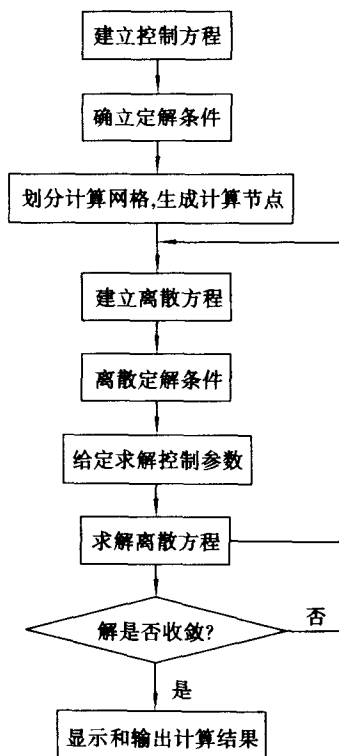 建立控制方程
确立定解条件
划分计算网格,生成计算节点
建立离散方程
离散定解条件
给定求解控制参数
求解离散方程
解是否收敛?
否
是
显示和输出计算结果